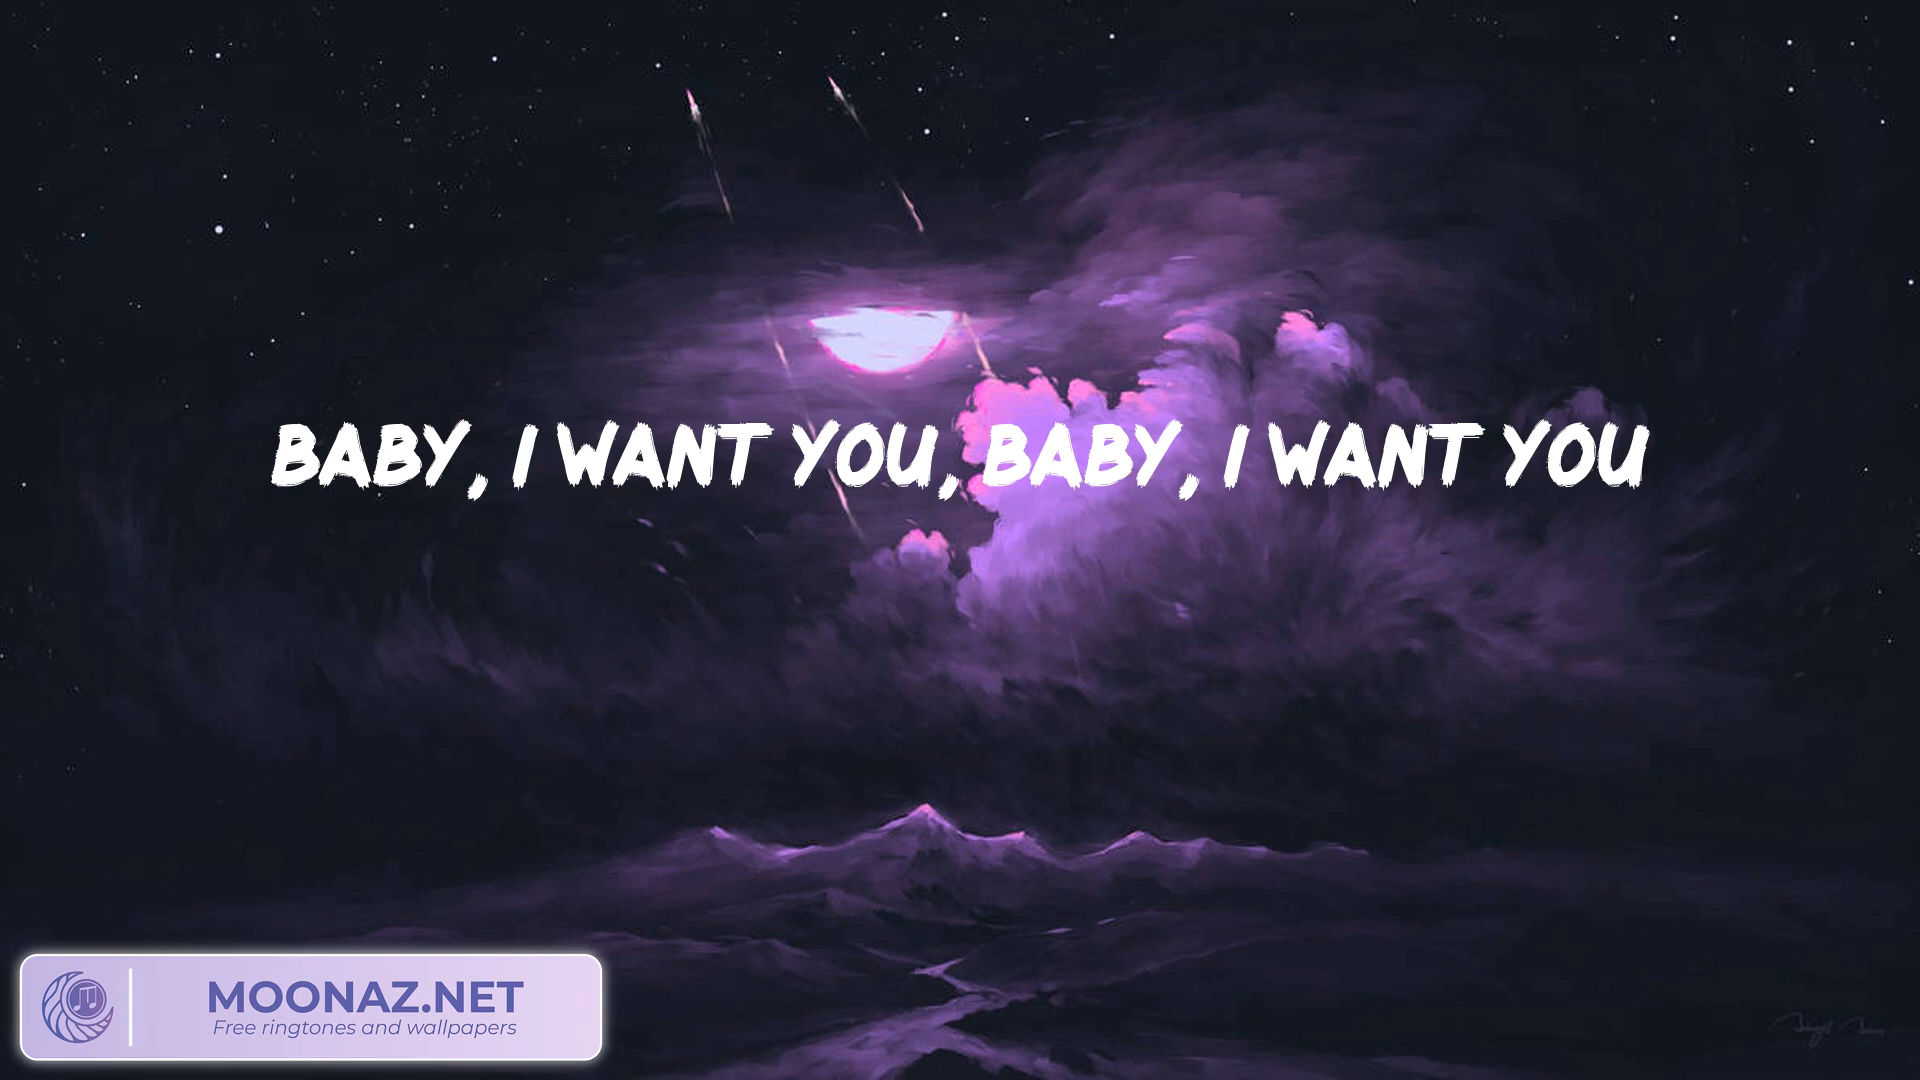 BABY, I WANT YOU, BABY, I WANT YOU
MOONAZ.NET
Free ringtones and wallpapers